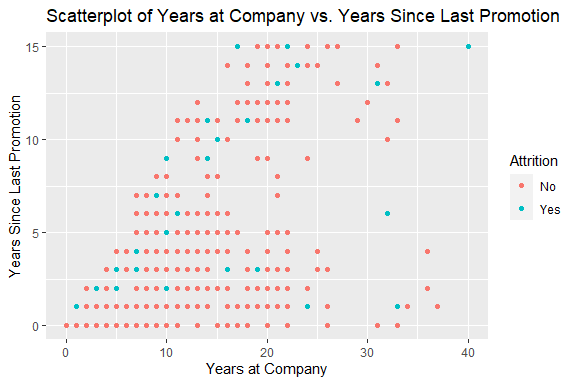 Scatterplot of Years at Company vs. Years Since Last Promotion
Years Since Last Promotion
15
10
5
0
0 10 20 30 40
Years at Company
Attrition
No
Yes